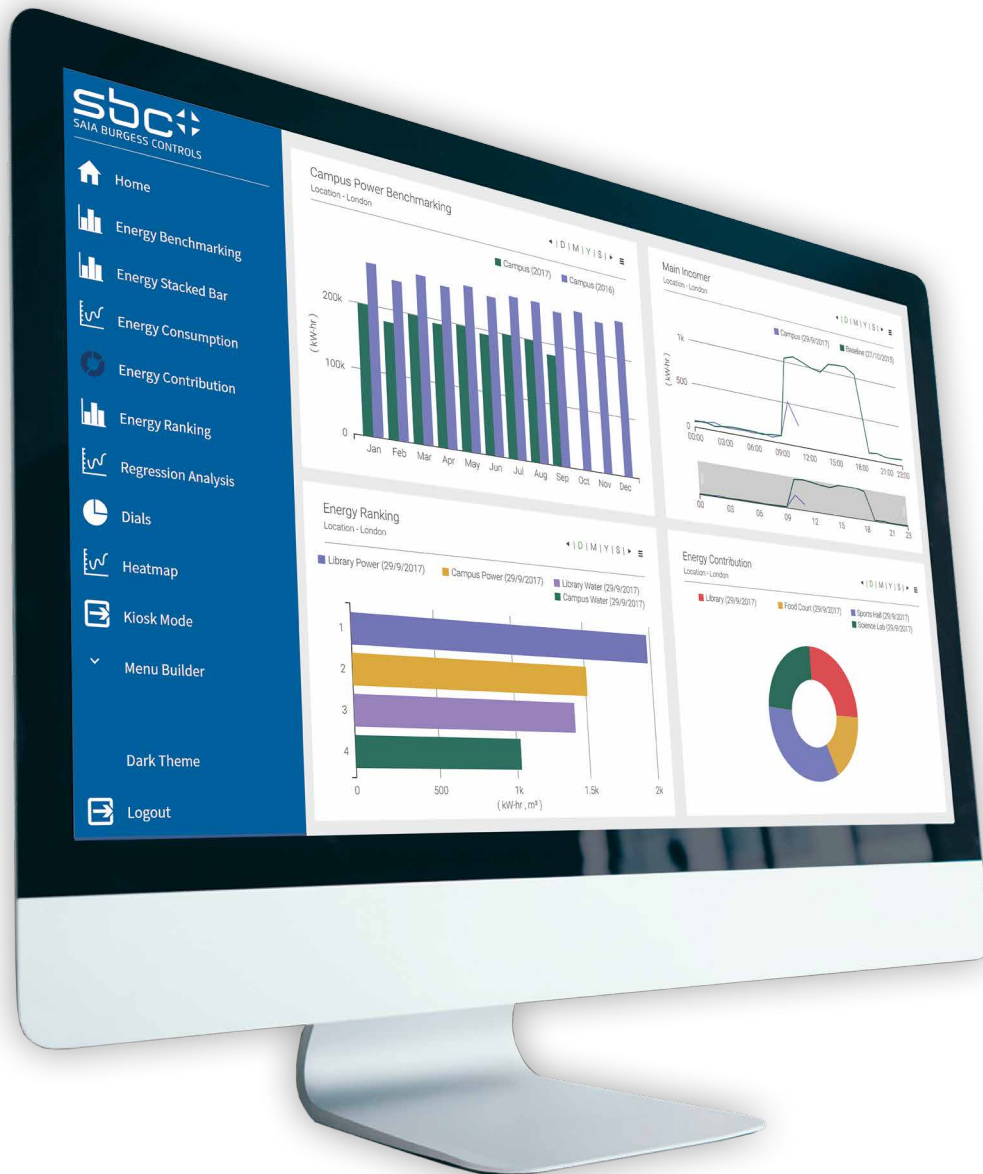 sbc
SAIA BURGESS CONTROLS
Home
Energy Benchmarking
Energy Stacked Bar
Energy Consumption
Energy Contribution
Energy Ranking
Regression Analysis
Dials
Heatmap
Kiosk Mode
Menu Builder
Dark Theme
Logout
Campus Power Benchmarking
Location - London
| D | M | Y | S |
Campus (2017) Campus (2016)
( kW-hr )
200k
100k
0
Jan Feb Mar Apr May Jun Jul Aug Sep Oct Nov Dec
Main Incomer
Location - London
| D | M | Y | S |
Campus (29/9/2017) Baseline (27/10/2015)
( kW-hr )
1k
500
0
00:00 03:00 06:00 09:00 12:00 15:00 18:00 21:00 23:00
00 03 06 09 12 15 18 21 23
Energy Ranking
Location - London
| D | M | Y | S |
Library Power (29/9/2017) Campus Power (29/9/2017) Library Water (29/9/2017)
Campus Water (29/9/2017)
1
2
3
4
0 500 1k 1.5k 2k
( kW-hr , m³ )
Energy Contribution
Location - London
| D | M | Y | S |
Library (29/9/2017) Food Court (29/9/2017) Sports Hall (29/9/2017)
Science Lab (29/9/2017)